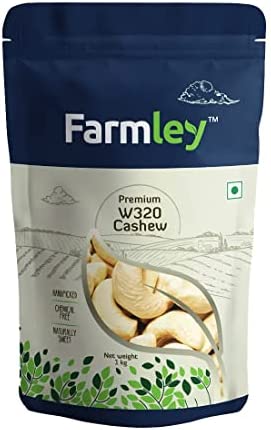 Farmley™
Premium
W320
Cashew
HANDPICKED
CHEMICAL
FREE
NATURALLY
SWEET
Net weight
1 kg